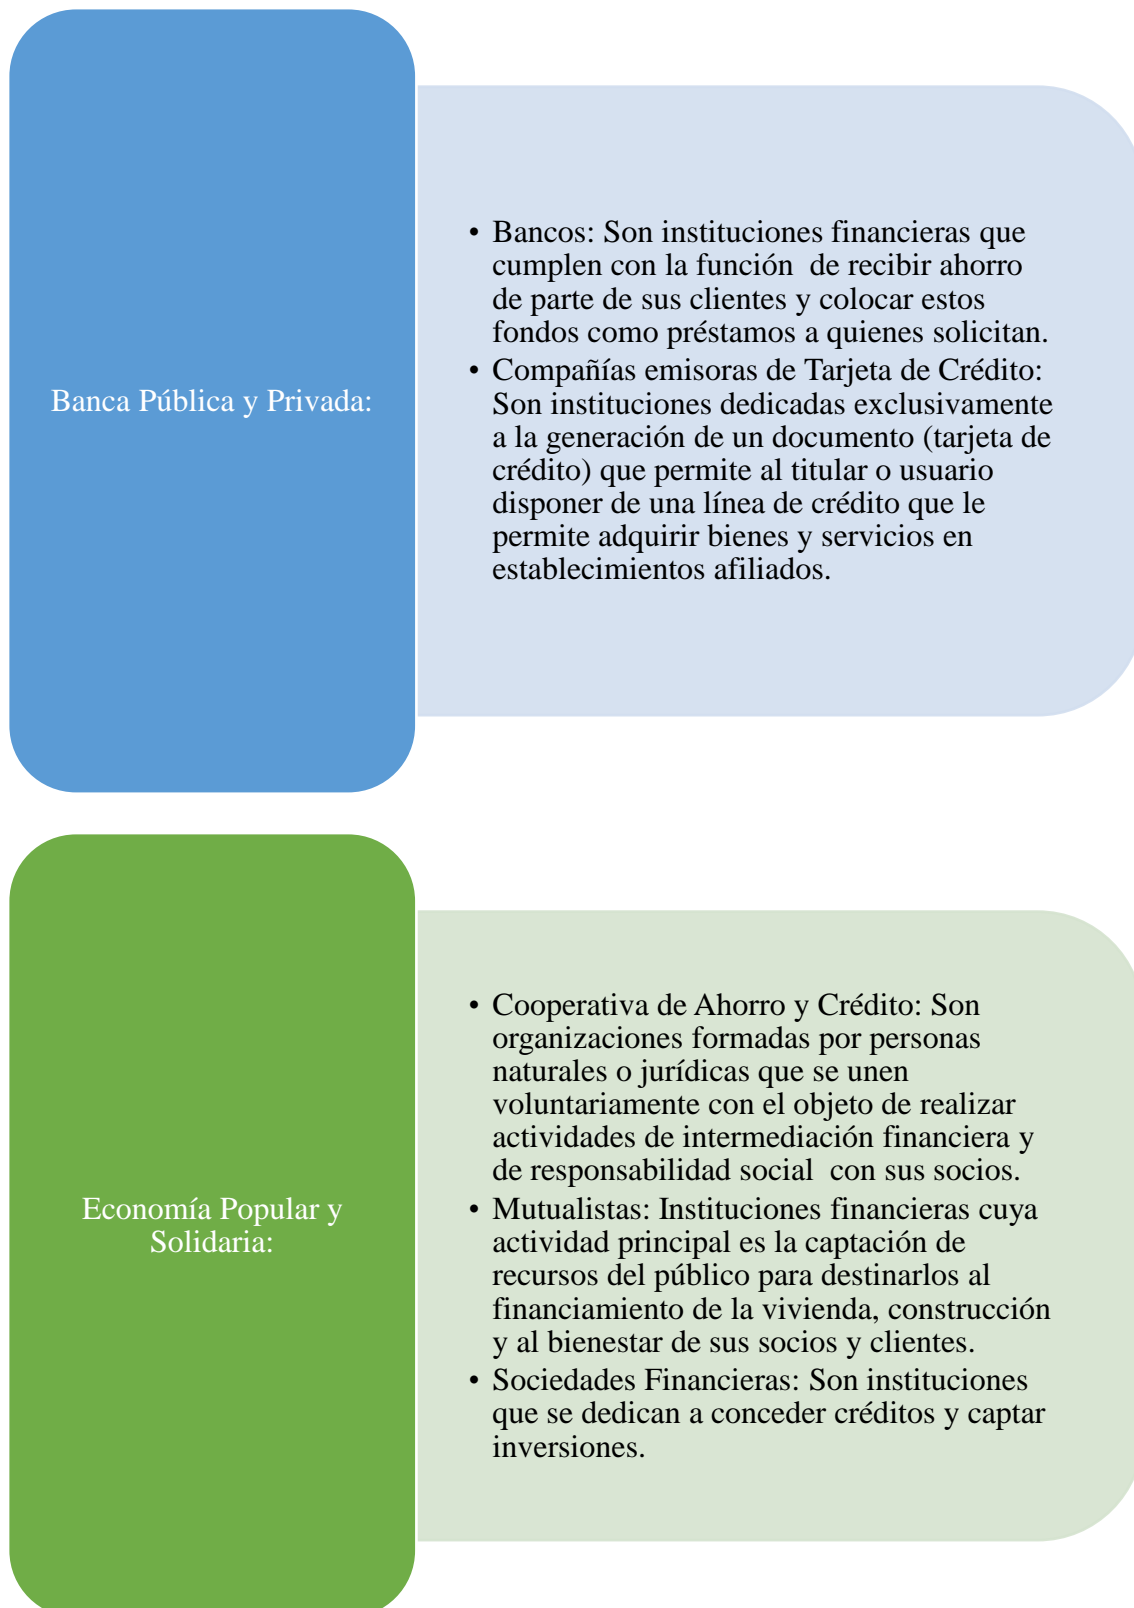 Banca Pública y Privada:
• Bancos: Son instituciones financieras que
cumplen con la función  de recibir ahorro
de parte de sus clientes y colocar estos
fondos como préstamos a quienes solicitan.
• Compañías emisoras de Tarjeta de Crédito:
Son instituciones dedicadas exclusivamente
a la generación de un documento (tarjeta de
crédito) que permite al titular o usuario
disponer de una línea de crédito que le
permite adquirir bienes y servicios en
establecimientos afiliados.
Economía Popular y
Solidaria:
• Cooperativa de Ahorro y Crédito: Son
organizaciones formadas por personas
naturales o jurídicas que se unen
voluntariamente con el objeto de realizar
actividades de intermediación financiera y
de responsabilidad social  con sus socios.
• Mutualistas: Instituciones financieras cuya
actividad principal es la captación de
recursos del público para destinarlos al
financiamiento de la vivienda, construcción
y al bienestar de sus socios y clientes.
• Sociedades Financieras: Son instituciones
que se dedican a conceder créditos y captar
inversiones.